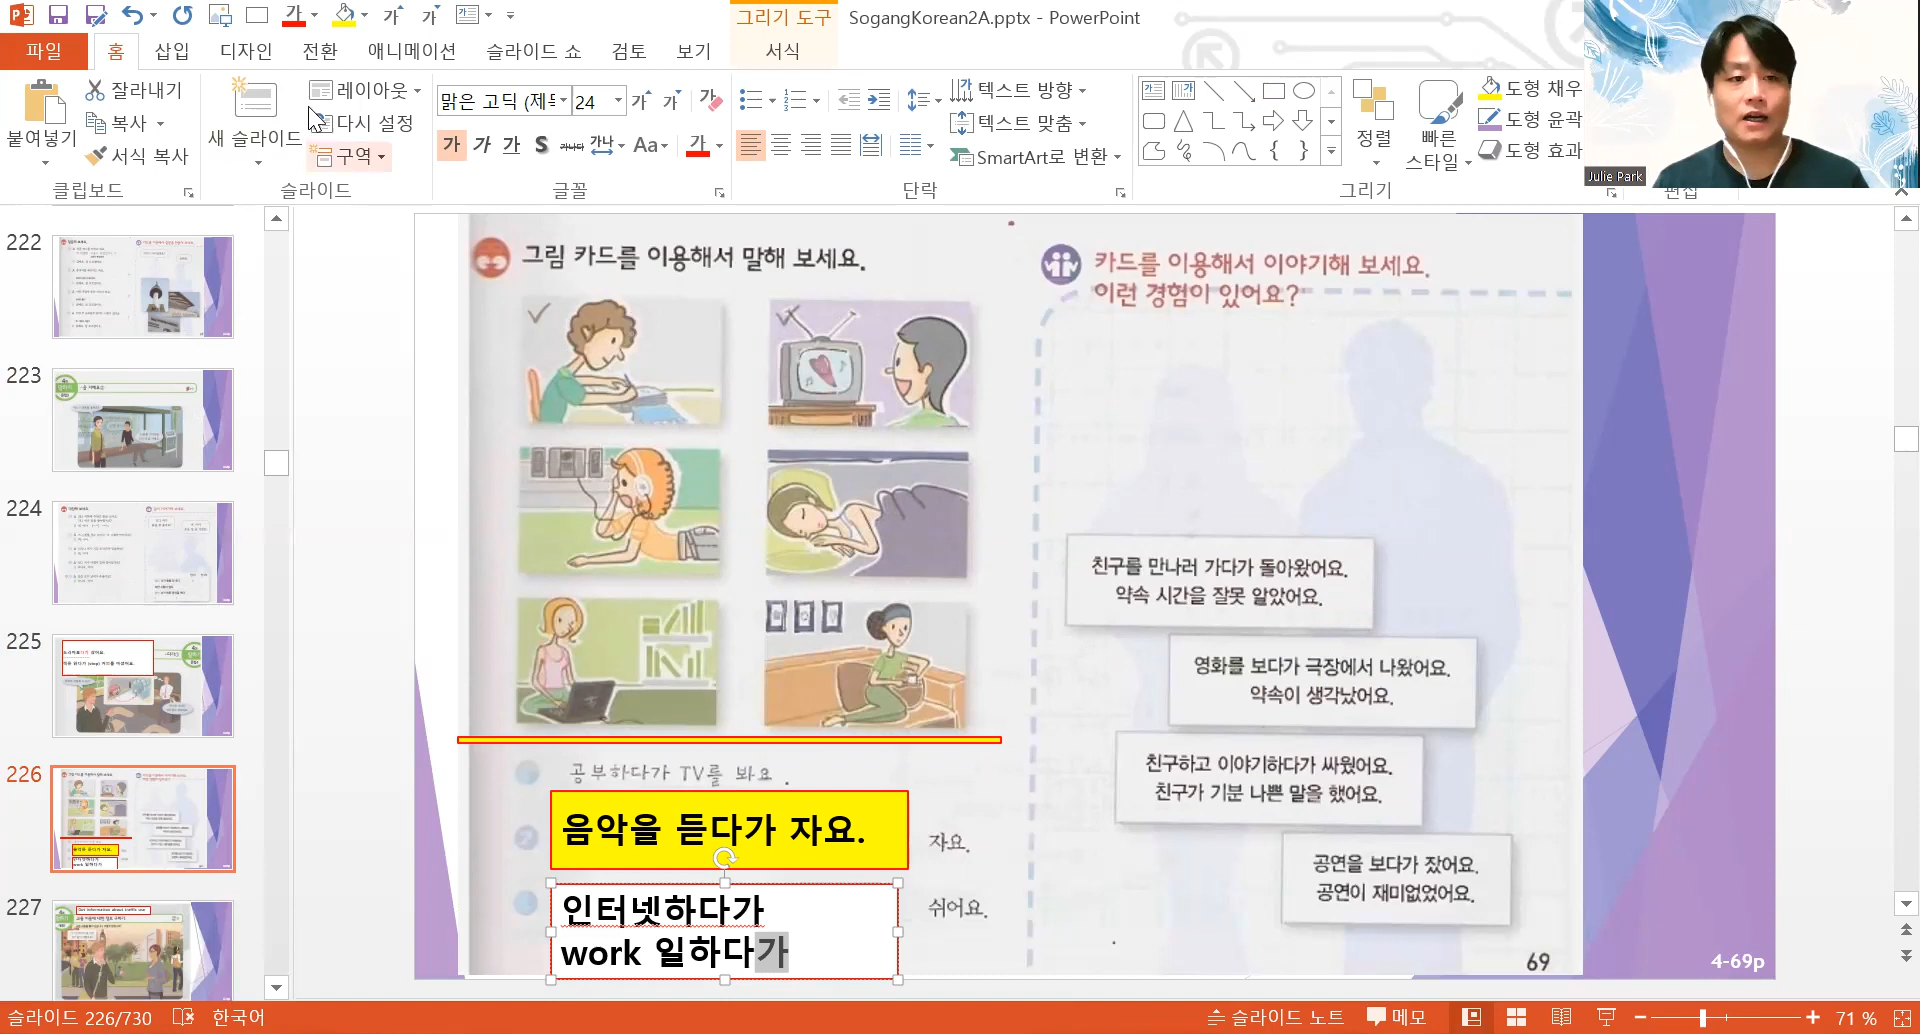 그리기 도구
SogangKorean2A.pptx - PowerPoint
파일
홈
삽입
디자인
전환
애니메이션
슬라이드 쇼
검토
보기
서식
붙여넣기
잘라내기
복사
서식 복사
클립보드
새 슬라이드
레이아웃
다시 설정
구역
슬라이드
맑은 고딕 (제
24
글꼴
텍스트 방향
텍스트 맞춤
SmartArt로 변환
단락
정렬
빠른
스타일
도형 채우
도형 윤곽
도형 효과
그리기
편집
Julie Park
222
223
224
225
226
227
그림 카드를 이용해서 말해 보세요.
공부하다가 TV를 봐요.
음악을 듣다가 자요.
자요.
인터넷하다가
work 일하다가
쉬어요.
카드를 이용해서 이야기해 보세요.
이런 경험이 있어요?
친구를 만나러 가다가 돌아왔어요.
약속 시간을 잘못 알았어요.
영화를 보다가 극장에서 나왔어요.
약속이 생각났어요.
친구하고 이야기하다가 싸웠어요.
친구가 기분 나쁜 말을 했어요.
공연을 보다가 잤어요.
공연이 재미없었어요.
69
4-69p
슬라이드 226/730
한국어
슬라이드 노트
메모
71 %